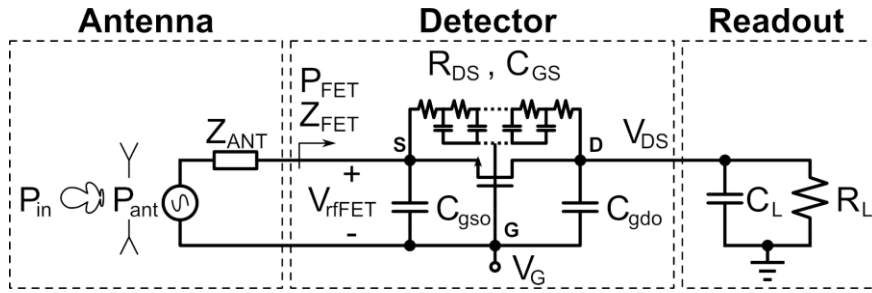 Antenna Detector Readout
R_DS , C_GS
P_FET
Z_FET
Z_ANT S D V_DS
P_in P_ant + V_rfFET - C_gso C_gdo C_L R_L
G
V_G